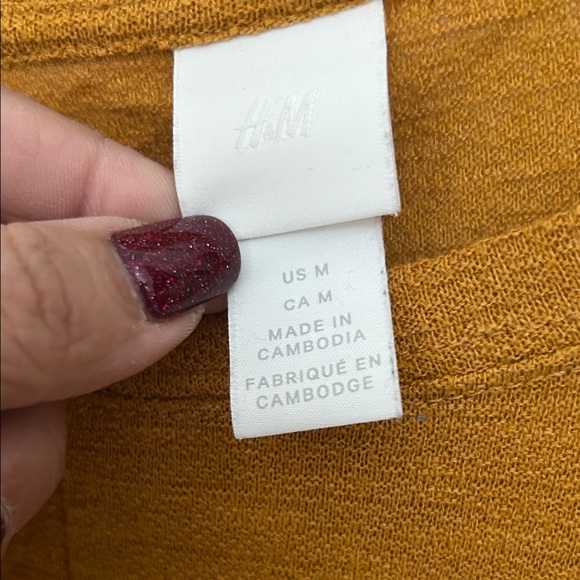 H&M
US M
CA M
MADE IN
CAMBODIA
FABRIQUÉ EN
CAMBODGE